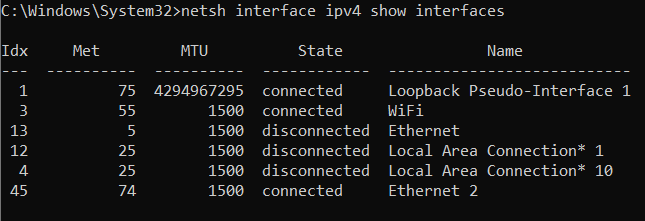 C:\Windows\System32>netsh interface ipv4 show interfaces
Idx     Met         MTU          State                Name
---  ----------  ----------  ------------  ---------------------------
  1          75  4294967295  connected     Loopback Pseudo-Interface 1
  3          55        1500  connected     WiFi
 13           5        1500  disconnected  Ethernet
 12          25        1500  disconnected  Local Area Connection* 1
  4          25        1500  disconnected  Local Area Connection* 10
 45          74        1500  connected     Ethernet 2